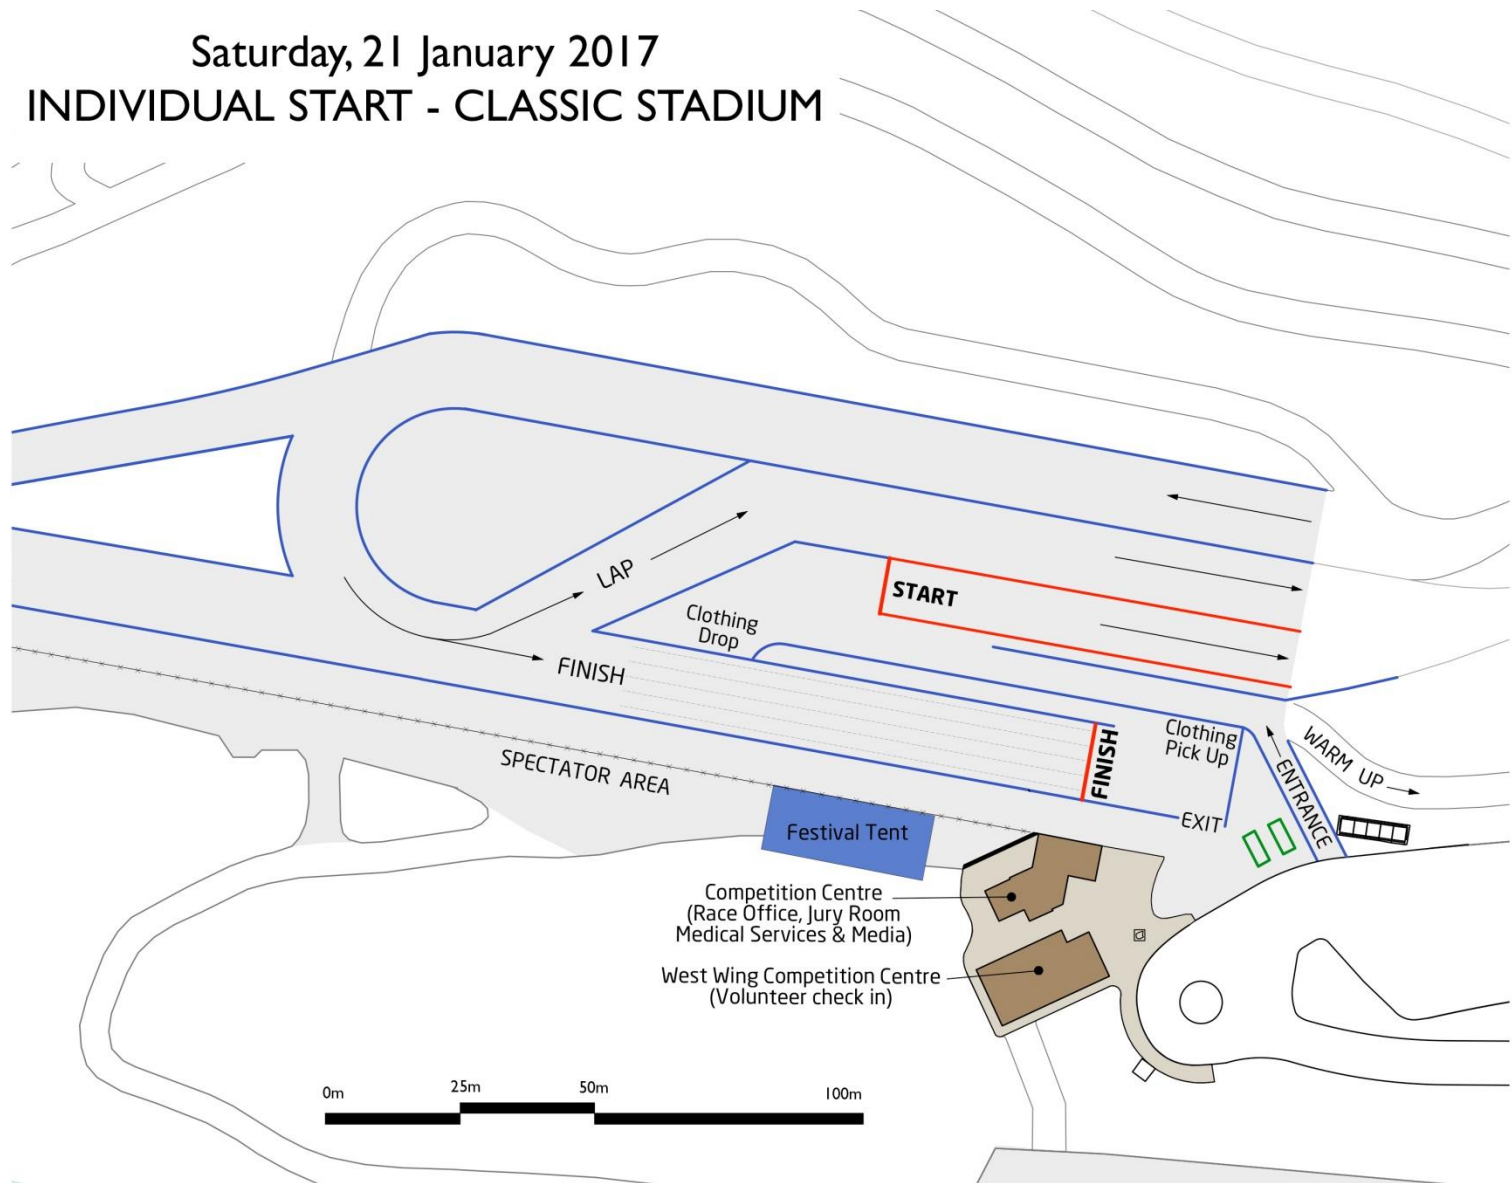 Saturday, 21 January 2017
INDIVIDUAL START - CLASSIC STADIUM
LAP
START
Clothing
Drop
FINISH
FINISH
Clothing
Pick Up
WARM UP
ENTRANCE
EXIT
SPECTATOR AREA
Festival Tent
Competition Centre
(Race Office, Jury Room
Medical Services & Media)
West Wing Competition Centre
(Volunteer check in)
0m
25m
50m
100m